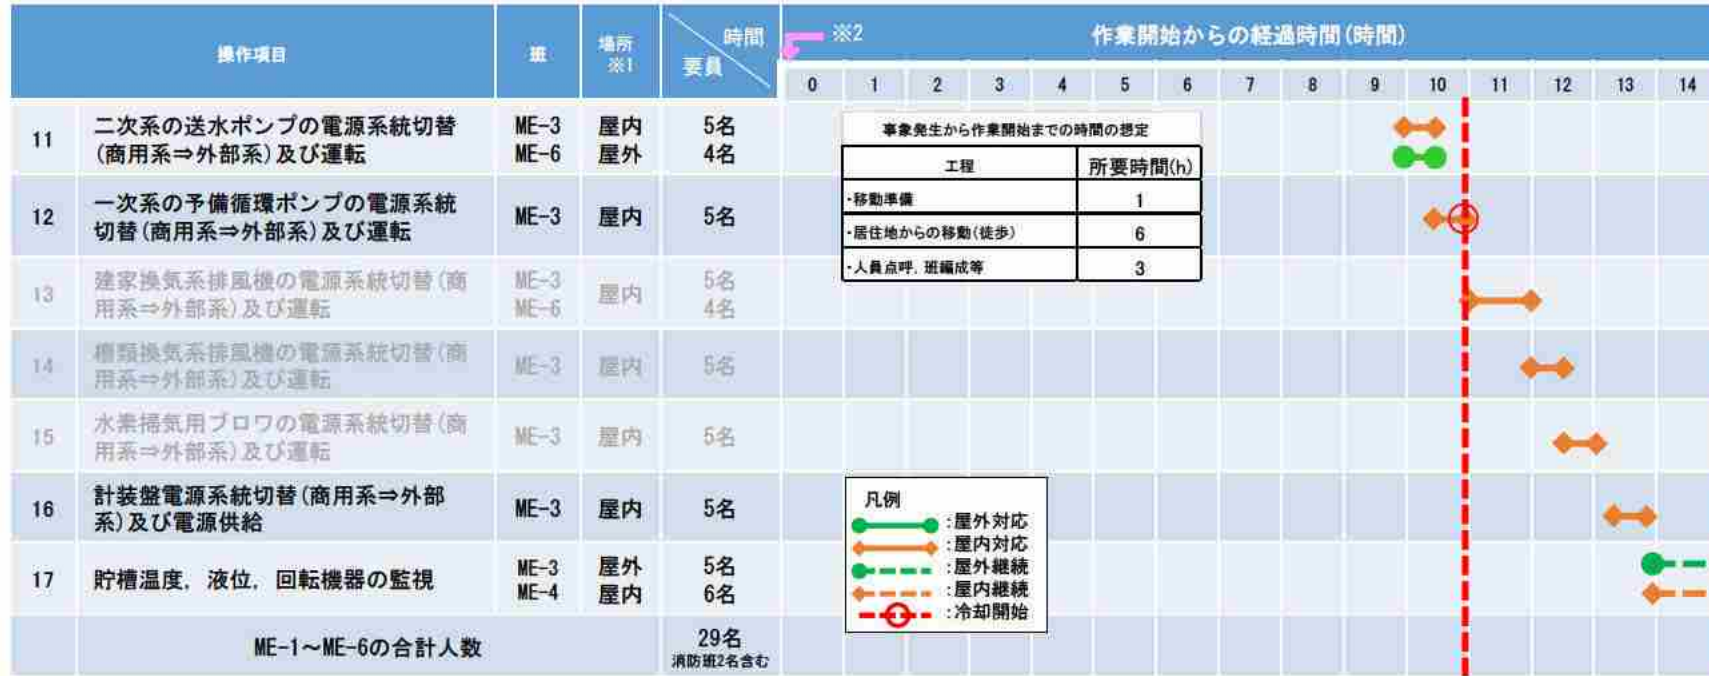 操作項目
班
場所
※1
時間
要員
※2
作業開始からの経過時間(時間)
0 1 2 3 4 5 6 7 8 9 10 11 12 13 14
11
二次系の送水ポンプの電源系統切替
(商用系⇒外部系)及び運転
ME-3
ME-6
屋内
屋外
5名
4名
事象発生から作業開始までの時間の想定
工程
所要時間(h)
・移動準備
1
・居住地からの移動(徒歩)
6
・人員点呼，班編成等
3
12
一次系の予備循環ポンプの電源系統
切替(商用系⇒外部系)及び運転
ME-3
屋内
5名
13
建家換気系排風機の電源系統切替(商
用系⇒外部系)及び運転
ME-3
ME-6
屋内
5名
4名
14
槽類換気系排風機の電源系統切替(商
用系⇒外部系)及び運転
ME-3
屋内
5名
15
水素掃気用ブロワの電源系統切替(商
用系⇒外部系)及び運転
ME-3
屋内
5名
16
計装盤電源系統切替(商用系⇒外部
系)及び電源供給
ME-3
屋内
5名
凡例
:屋外対応
:屋内対応
:屋外継続
:屋内継続
:冷却開始
17
貯槽温度，液位，回転機器の監視
ME-3
ME-4
屋外
屋内
5名
6名
ME-1～ME-6の合計人数
29名
消防班2名含む